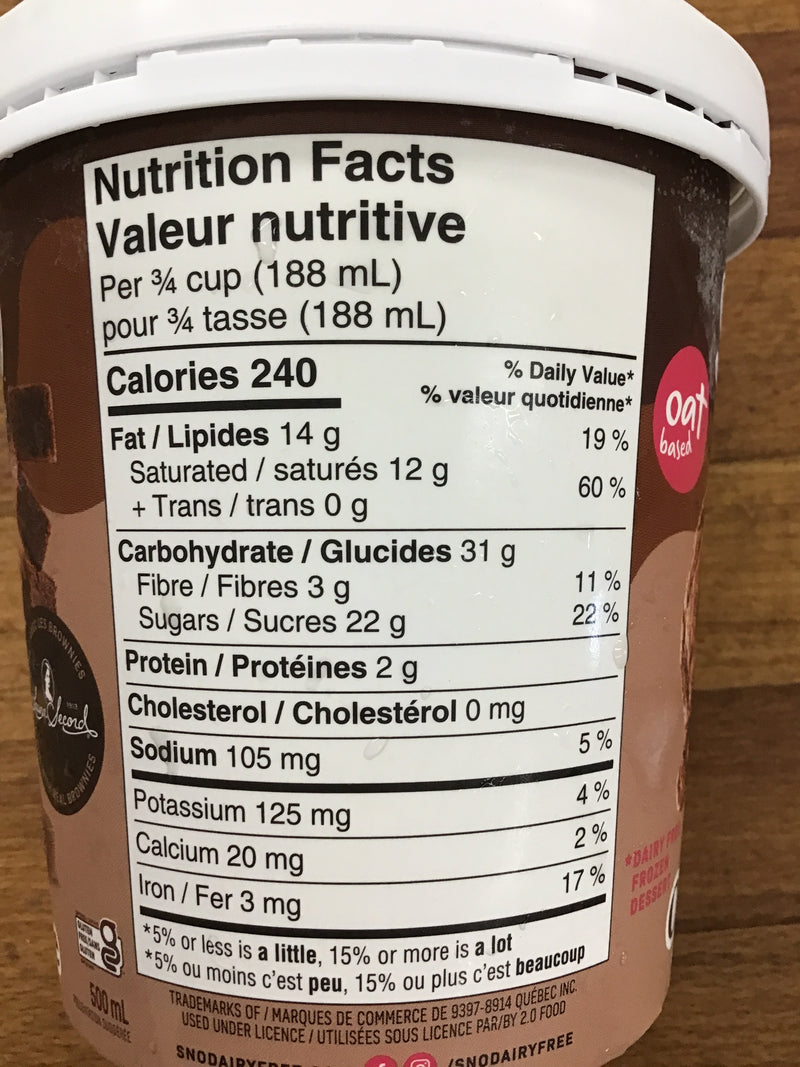 Nutrition Facts
Valeur nutritive
Per ¾ cup (188 mL)
pour ¾ tasse (188 mL)
Calories 240
% Daily Value*
% valeur quotidienne*
Fat / Lipides 14 g 19 %
Saturated / saturés 12 g
+ Trans / trans 0 g 60 %
Carbohydrate / Glucides 31 g
Fibre / Fibres 3 g 11 %
Sugars / Sucres 22 g 22 %
Protein / Protéines 2 g
Cholesterol / Cholestérol 0 mg
Sodium 105 mg 5 %
Potassium 125 mg 4 %
Calcium 20 mg 2 %
Iron / Fer 3 mg 17 %
*5% or less is a little, 15% or more is a lot
*5% ou moins c'est peu, 15% ou plus c'est beaucoup
TRADEMARKS OF / MARQUES DE COMMERCE DE 9397-8914 QUÉBEC INC.
USED UNDER LICENCE / UTILISÉES SOUS LICENCE PAR/BY 2.0 FOOD
/SNODAIRYFREE
Oat
based
*DAIRY
FROZEN
DESSERT
BROWNIES
Secord
1913
BROWNIES
GLUTEN
500 mL